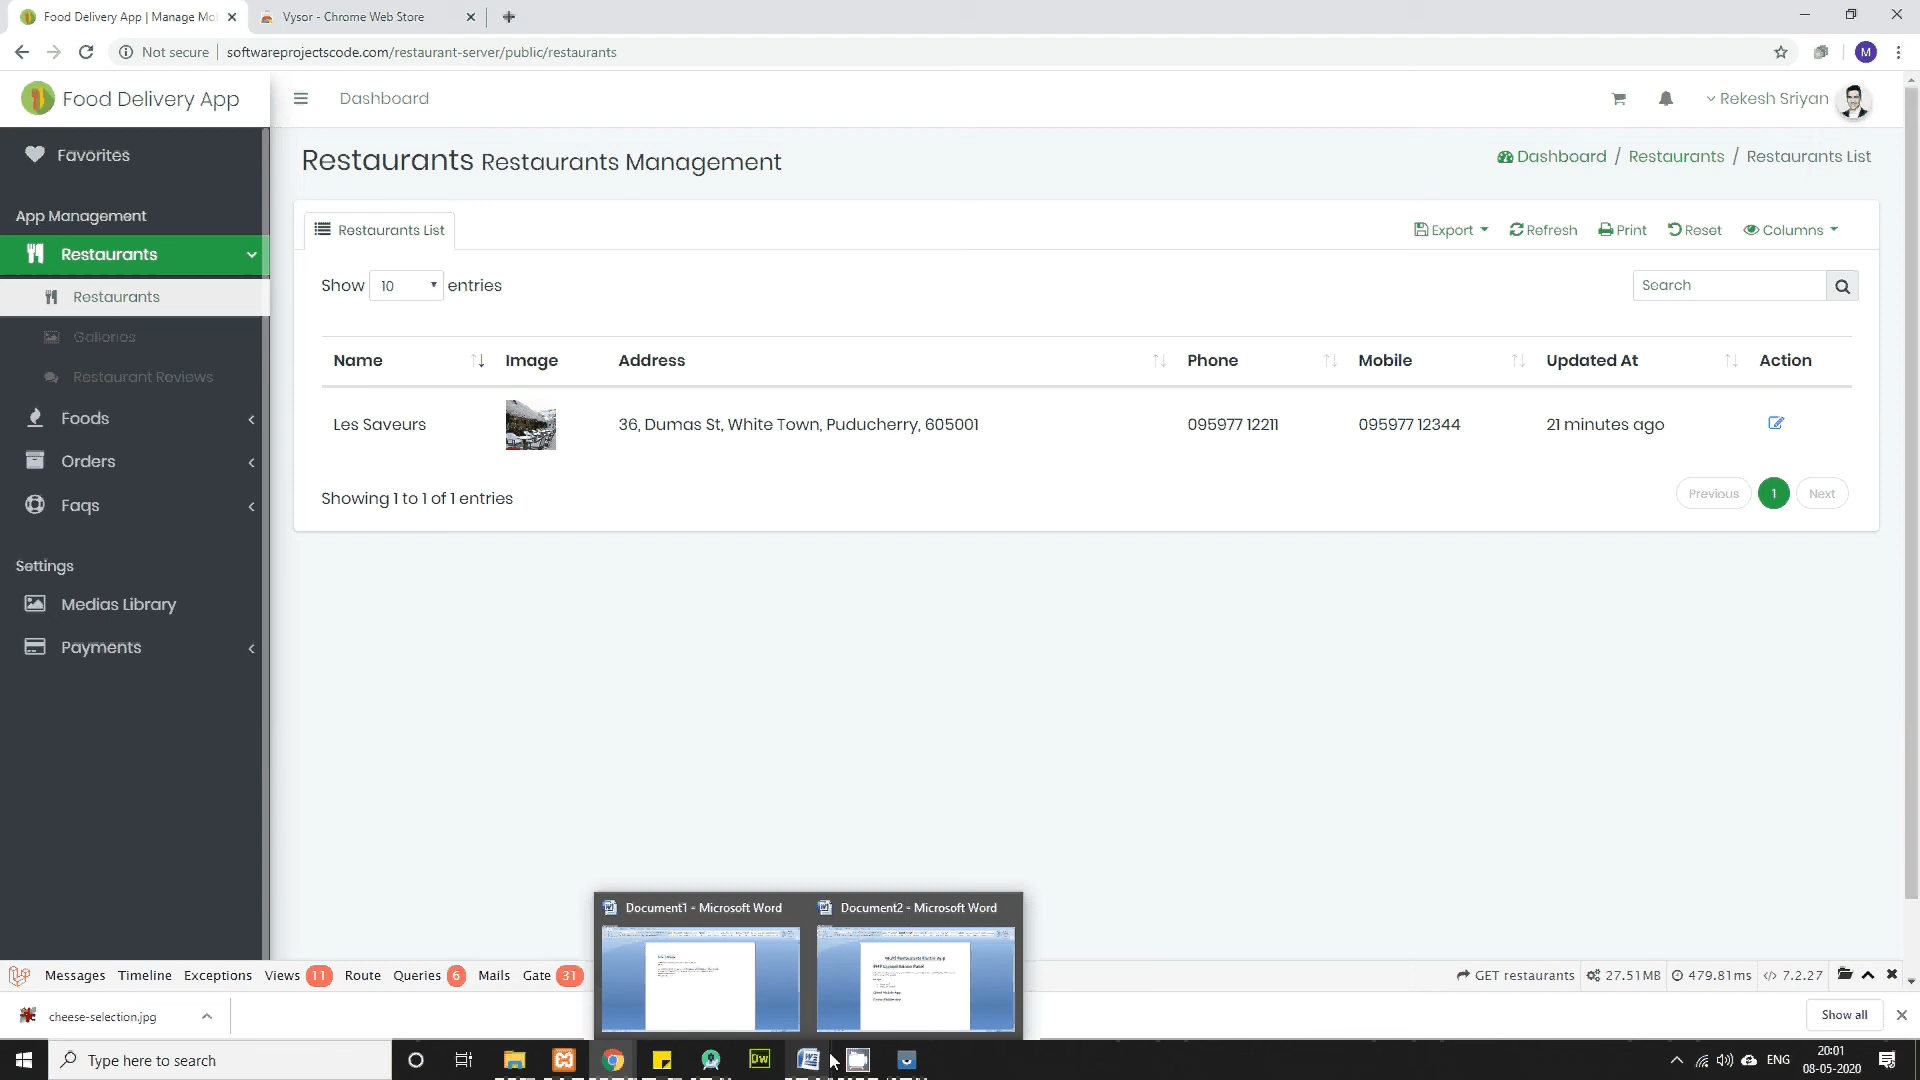 Food Delivery App | Manage Mo
Vysor - Chrome Web Store
Not secure
softwareprojectscode.com/restaurant-server/public/restaurants
M
Food Delivery App
Dashboard
Rekesh Sriyan
Favorites
App Management
Restaurants
Restaurants
Galleries
Restaurant Reviews
Foods
Orders
Faqs
Settings
Medias Library
Payments
Restaurants Restaurants Management
Dashboard / Restaurants / Restaurants List
Restaurants List
Export Refresh Print Reset Columns
Show 10 entries
Search
Name Image Address Phone Mobile Updated At Action
Les Saveurs 36, Dumas St, White Town, Puducherry, 605001 095977 12211 095977 12344 21 minutes ago
Showing 1 to 1 of 1 entries
Previous 1 Next
Document1 - Microsoft Word
Document2 - Microsoft Word
Messages Timeline Exceptions Views 11 Route Queries 6 Mails Gate 31
GET restaurants 27.51MB 479.81ms 7.2.27
cheese-selection.jpg
Show all
Type here to search
Dw
ENG
20:01
08-05-2020